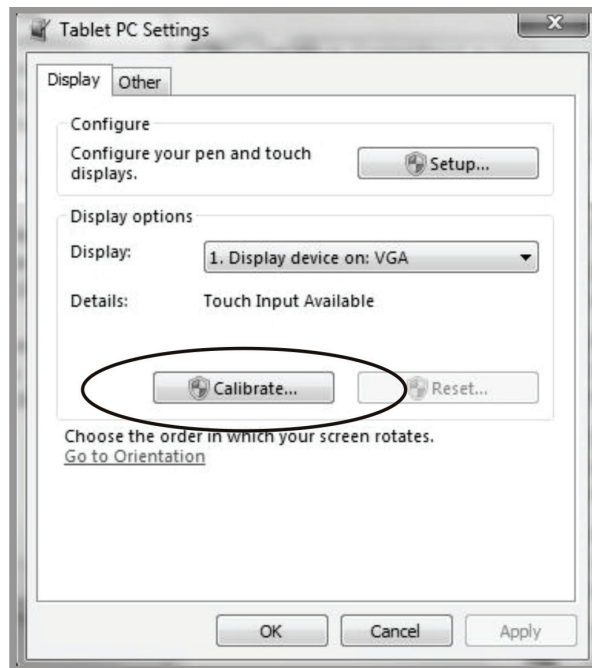 Tablet PC Settings
Display Other
Configure
Configure your pen and touch
displays.
Setup...
Display options
Display: 1. Display device on: VGA
Details: Touch Input Available
Calibrate... Reset...
Choose the order in which your screen rotates.
Go to Orientation
OK Cancel Apply